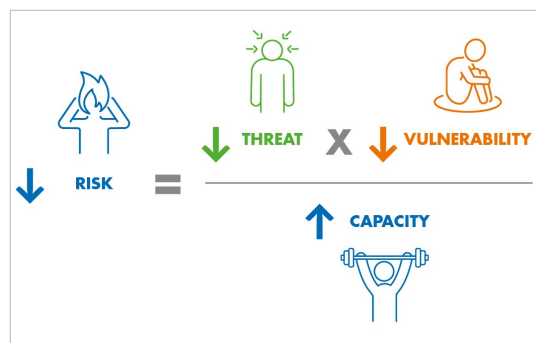 THREAT X VULNERABILITY
RISK =
CAPACITY